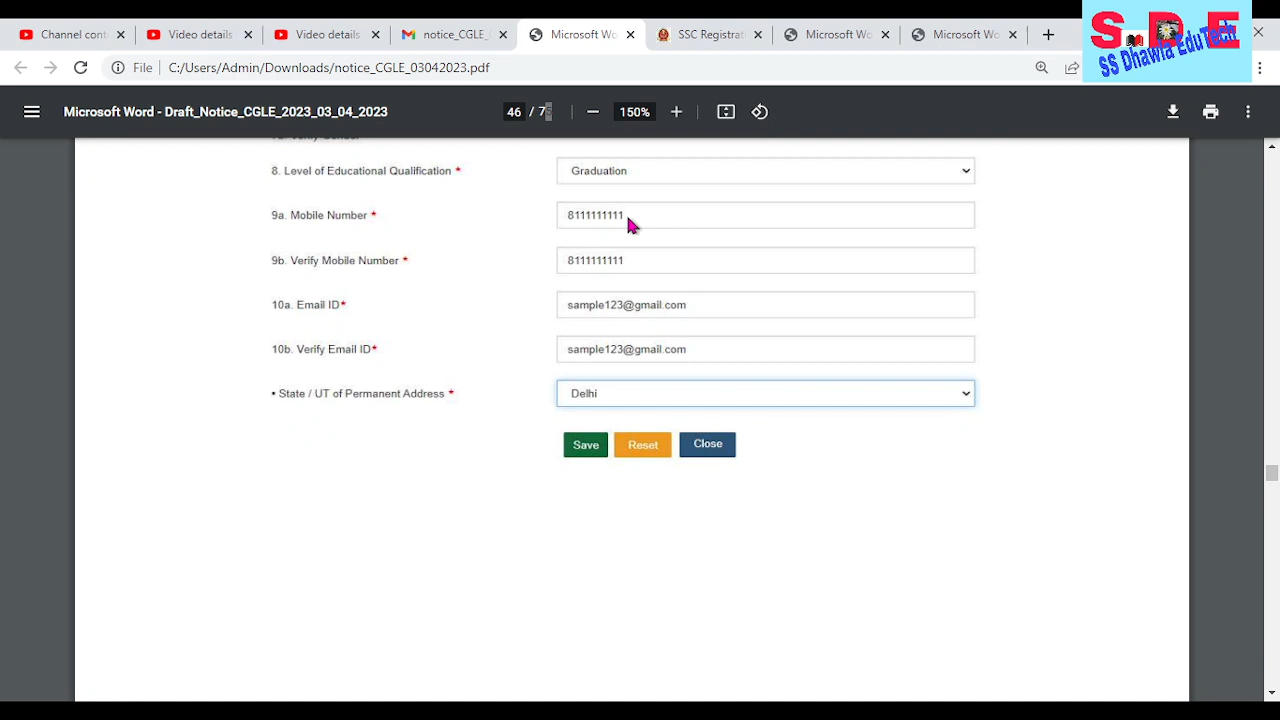 Channel cont
Video details
Video details
notice_CGLE_
Microsoft Wo
SSC Registrati
Microsoft Wo
Microsoft Wo
S D E
SS Dhawla EduTech
File
C:/Users/Admin/Downloads/notice_CGLE_03042023.pdf
Microsoft Word - Draft_Notice_CGLE_2023_03_04_2023
46 / 75
150%
8. Level of Educational Qualification *
Graduation
9a. Mobile Number *
8111111111
9b. Verify Mobile Number *
8111111111
10a. Email ID*
sample123@gmail.com
10b. Verify Email ID*
sample123@gmail.com
• State / UT of Permanent Address *
Delhi
Save
Reset
Close